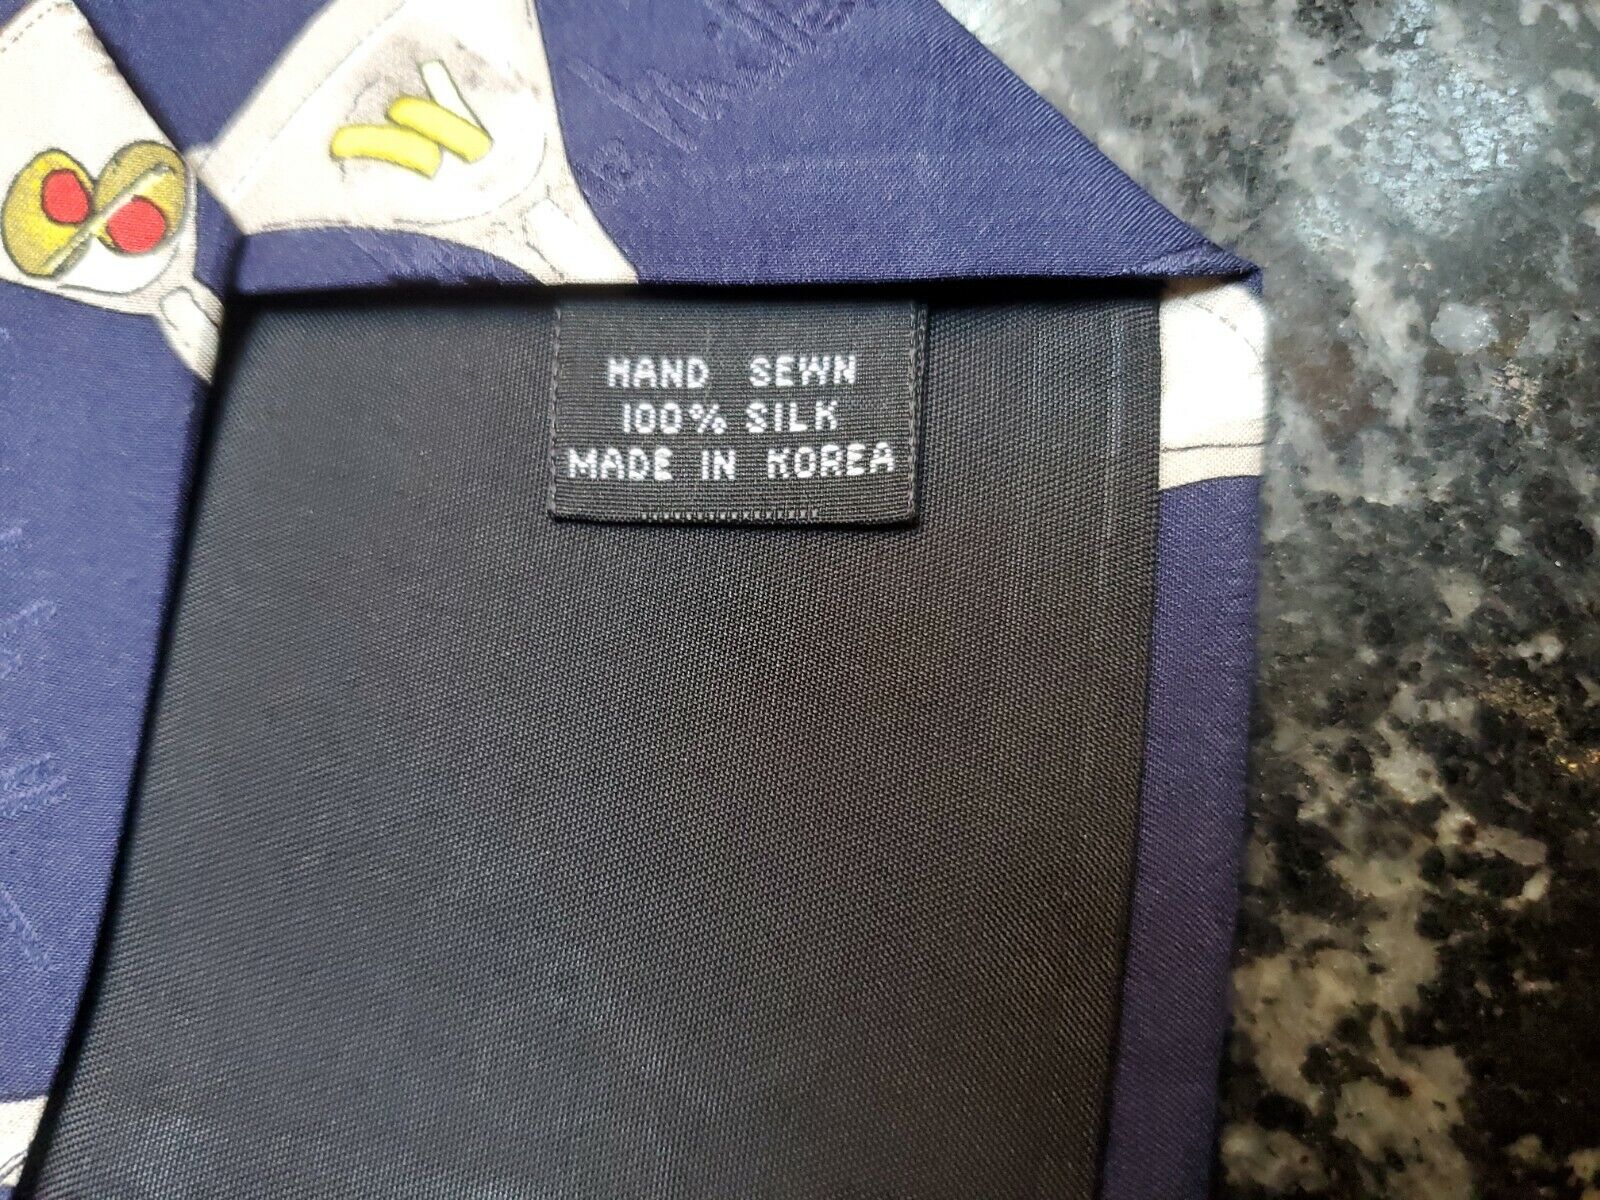 HAND SEWN
100% SILK
MADE IN KOREA